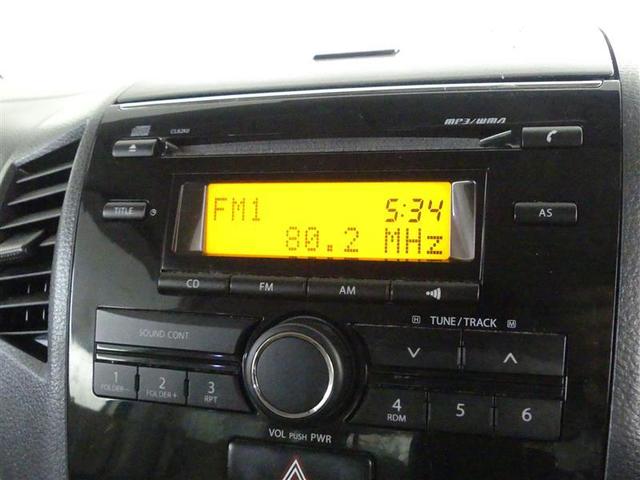 MP3/WMA
TITLE
FM1 5:34
80.2 MHz
AS
CD FM AM
TUNE/TRACK
SOUND CONT
1 FOLDER-
2 FOLDER+
3 RPT
4 RDM
5
6
VOL PUSH PWR